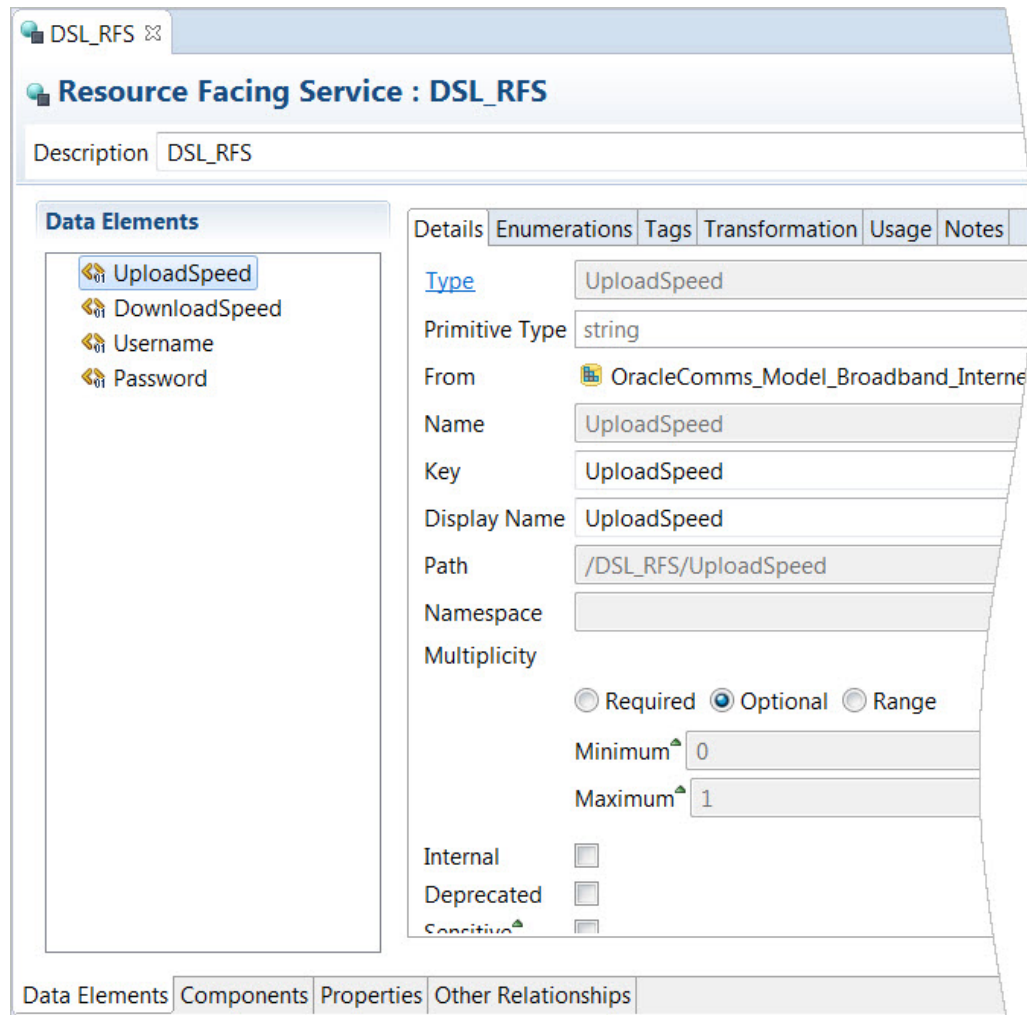 DSL_RFS
Resource Facing Service : DSL_RFS
Description DSL_RFS
Data Elements
UploadSpeed
DownloadSpeed
Username
Password
Details Enumerations Tags Transformation Usage Notes
Type UploadSpeed
Primitive Type string
From OracleComms_Model_Broadband_Interne
Name UploadSpeed
Key UploadSpeed
Display Name UploadSpeed
Path /DSL_RFS/UploadSpeed
Namespace
Multiplicity
Required Optional Range
Minimum 0
Maximum 1
Internal
Deprecated
Sensitive
Data Elements Components Properties Other Relationships